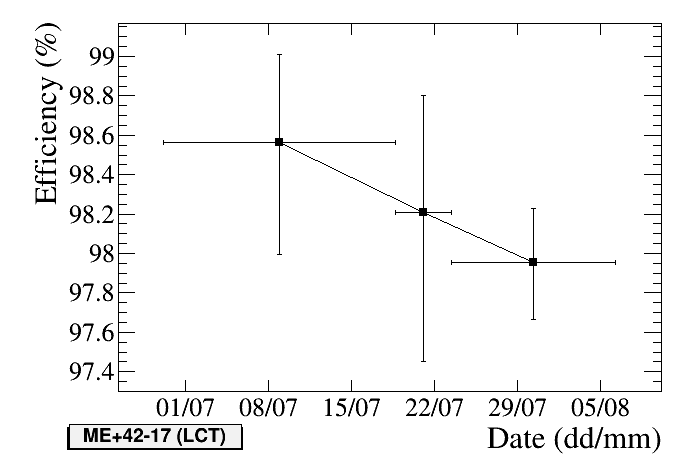 Efficiency (%)
99
98.8
98.6
98.4
98.2
98
97.8
97.6
97.4
01/07 08/07 15/07 22/07 29/07 05/08
ME+42-17 (LCT)
Date (dd/mm)